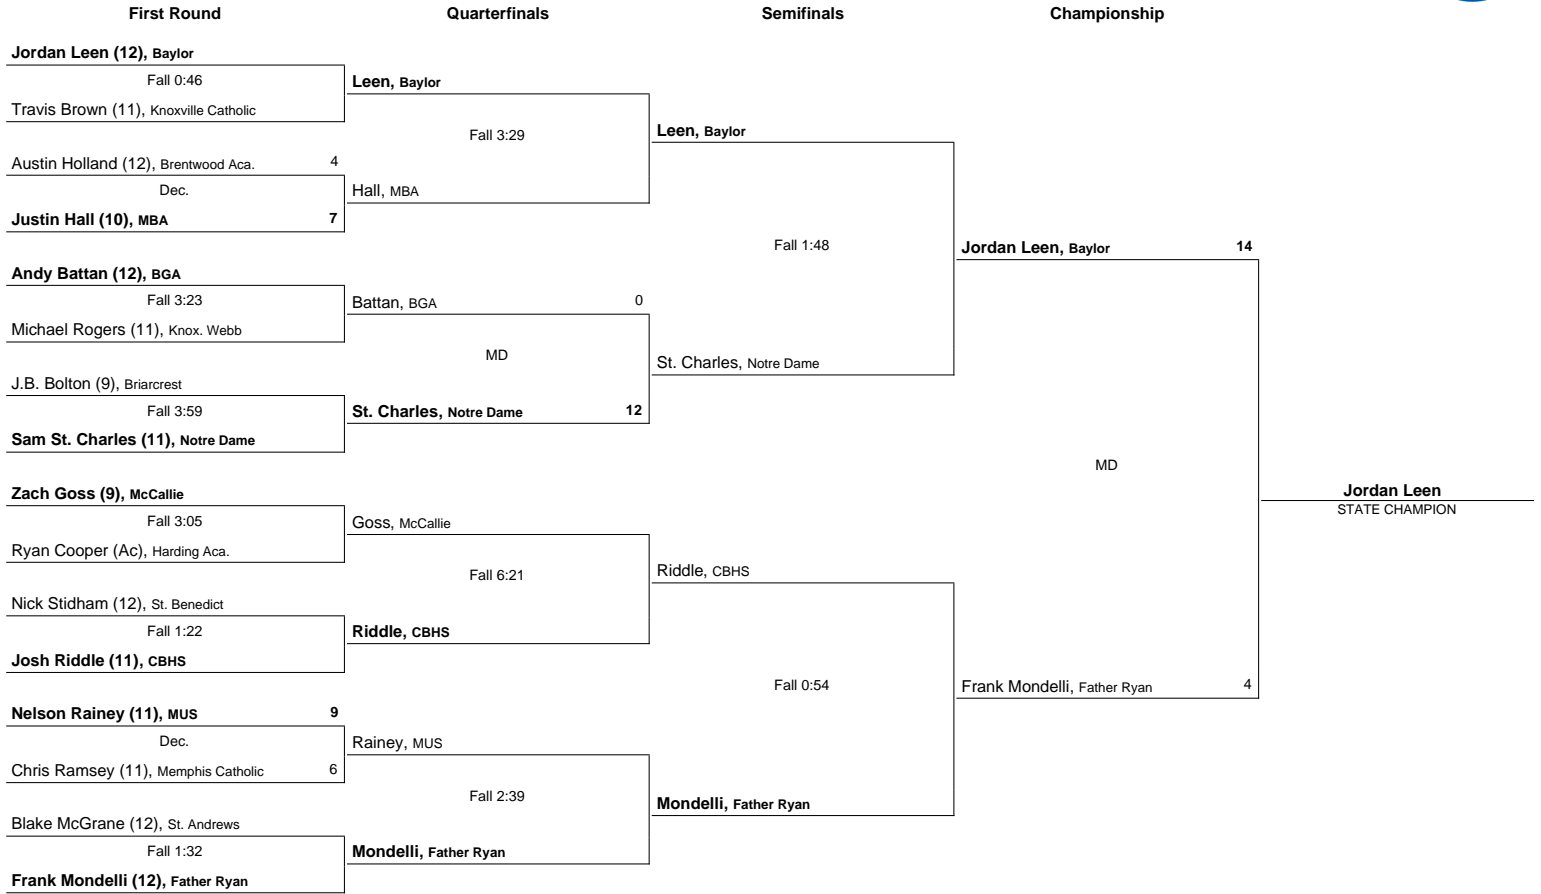 First Round Quarterfinals Semifinals Championship
Jordan Leen (12), Baylor
Fall 0:46
Travis Brown (11), Knoxville Catholic
Leen, Baylor
Fall 3:29
Austin Holland (12), Brentwood Aca. 4
Dec.
Justin Hall (10), MBA 7
Hall, MBA
Leen, Baylor
Fall 1:48
Andy Battan (12), BGA
Fall 3:23
Michael Rogers (11), Knox. Webb
Battan, BGA 0
MD
J.B. Bolton (9), Briarcrest
Fall 3:59
Sam St. Charles (11), Notre Dame
St. Charles, Notre Dame 12
St. Charles, Notre Dame
Jordan Leen, Baylor 14
MD
Zach Goss (9), McCallie
Fall 3:05
Ryan Cooper (Ac), Harding Aca.
Goss, McCallie
Fall 6:21
Nick Stidham (12), St. Benedict
Fall 1:22
Josh Riddle (11), CBHS
Riddle, CBHS
Riddle, CBHS
Fall 0:54
Nelson Rainey (11), MUS 9
Dec.
Chris Ramsey (11), Memphis Catholic 6
Rainey, MUS
Fall 2:39
Blake McGrane (12), St. Andrews
Fall 1:32
Frank Mondelli (12), Father Ryan
Mondelli, Father Ryan
Mondelli, Father Ryan
Frank Mondelli, Father Ryan 4
Jordan Leen
STATE CHAMPION